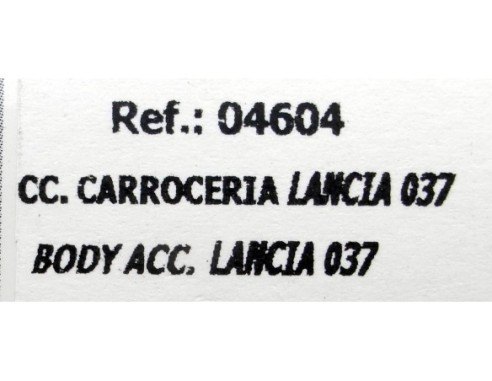 Ref.: 04604
CC. CARROCERIA LANCIA 037
BODY ACC. LANCIA 037